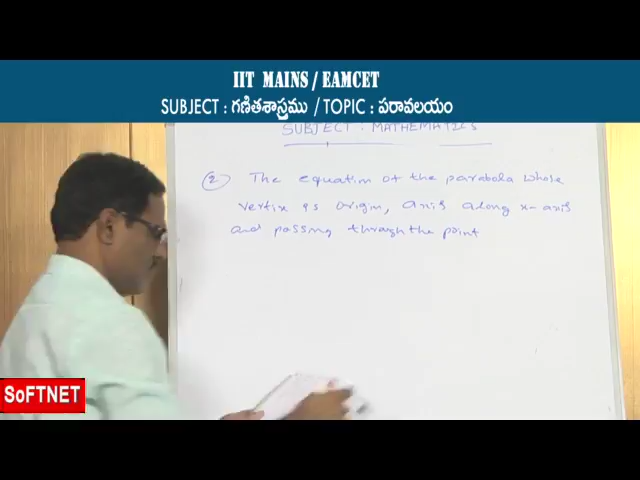 IIT MAINS / EAMCET
SUBJECT : గణితశాస్త్రము / TOPIC : పరావలయం
SUBJECT : MATHEMATICS
② The equation of the parabola whose
vertix is origin, axis along x-axis
and passing through the point
SoFTNET